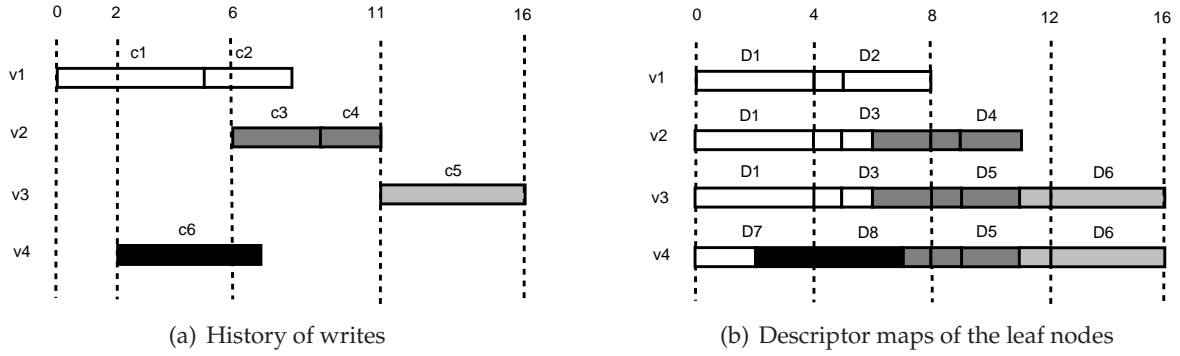 0 2 6 11 16
c1 c2
v1
c3 c4
v2
c5
v3
c6
v4
(a) History of writes
0 4 8 12 16
D1 D2
v1
D1 D3 D4
v2
D1 D3 D5 D6
v3
D7 D8 D5 D6
v4
(b) Descriptor maps of the leaf nodes